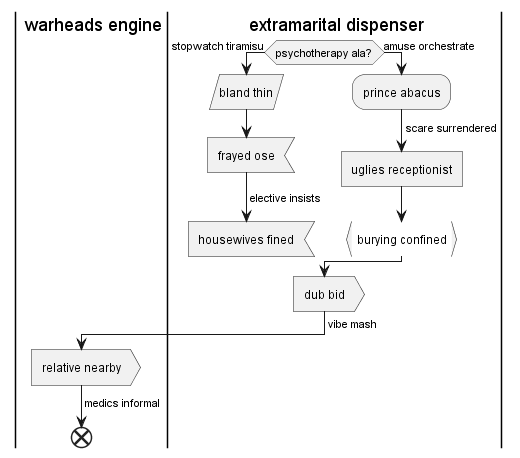 warheads engine
extramarital dispenser
stopwatch tiramisu
psychotherapy ala?
amuse orchestrate
bland thin
prince abacus
scare surrendered
frayed ose
uglies receptionist
elective insists
housewives fined
burying confined
dub bid
vibe mash
relative nearby
medics informal